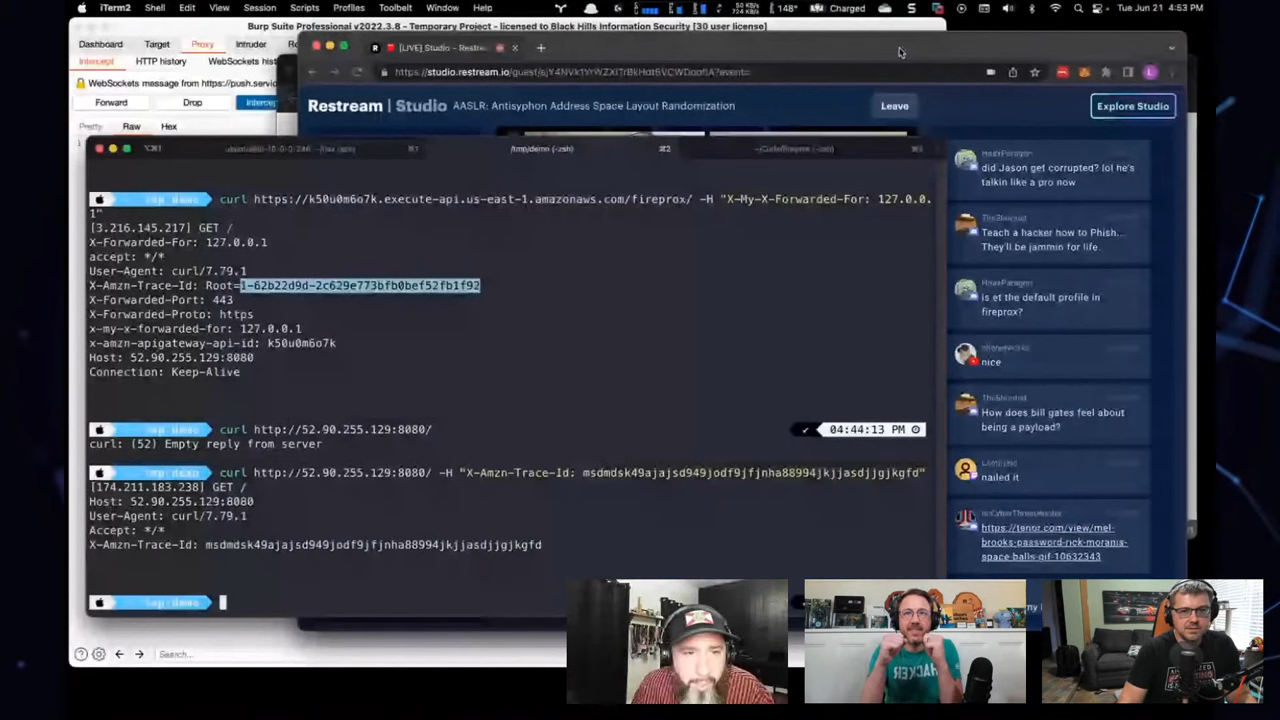 iTerm2 Shell Edit View Session Scripts Profiles Toolbelt Window Help
148° Charged Tue Jun 21 4:53 PM
Burp Suite Professional v2022.3.8 - Temporary Project - licensed to Black Hills Information Security [30 user license]
Dashboard Target Proxy Intruder
Intercept HTTP history WebSockets
WebSockets message from https://push.
Forward Drop
Pretty Raw Hex
[LIVE] Studio -
Restream | Studio AASLR: Antisyphon Address Space Layout Randomization Leave Explore Studio
/tmp/demo (-zsh) ⌘2
curl https://k50u0m6o7k.execute-api.us-east-1.amazonaws.com/fireprox/ -H "X-My-X-Forwarded-For: 127.0.0.
1"
[3.216.145.217] GET /
X-Forwarded-For: 127.0.0.1
accept: */*
User-Agent: curl/7.79.1
X-Amzn-Trace-Id: Root=1-62b22d9d-2c629e773bfb0bef52fb1f92
X-Forwarded-Port: 443
X-Forwarded-Proto: https
x-my-x-forwarded-for: 127.0.0.1
x-amzn-apigateway-api-id: k50u0m6o7k
Host: 52.90.255.129:8080
Connection: Keep-Alive
curl http://52.90.255.129:8080/
04:44:13 PM
curl: (52) Empty reply from server
curl http://52.90.255.129:8080/ -H "X-Amzn-Trace-Id: msdmdsk49ajajsd949jodf9jfjnha88994jkjjasdjjgjkgfd"
[174.211.183.238] GET /
Host: 52.90.255.129:8080
User-Agent: curl/7.79.1
Accept: */*
X-Amzn-Trace-Id: msdmdsk49ajajsd949jodf9jfjnha88994jkjjasdjjgjkgfd
Search...
did Jason get corrupted? lol he's
talkin like a pro now
Teach a hacker how to Phish...
They'll be jammin for life.
is et the default profile in
fireprox?
nice
How does bill gates feel about
being a payload?
nailed it
https://tenor.com/view/mel-
brooks-password-rick-moranis-
space-balls-gif-10632343
HACKER